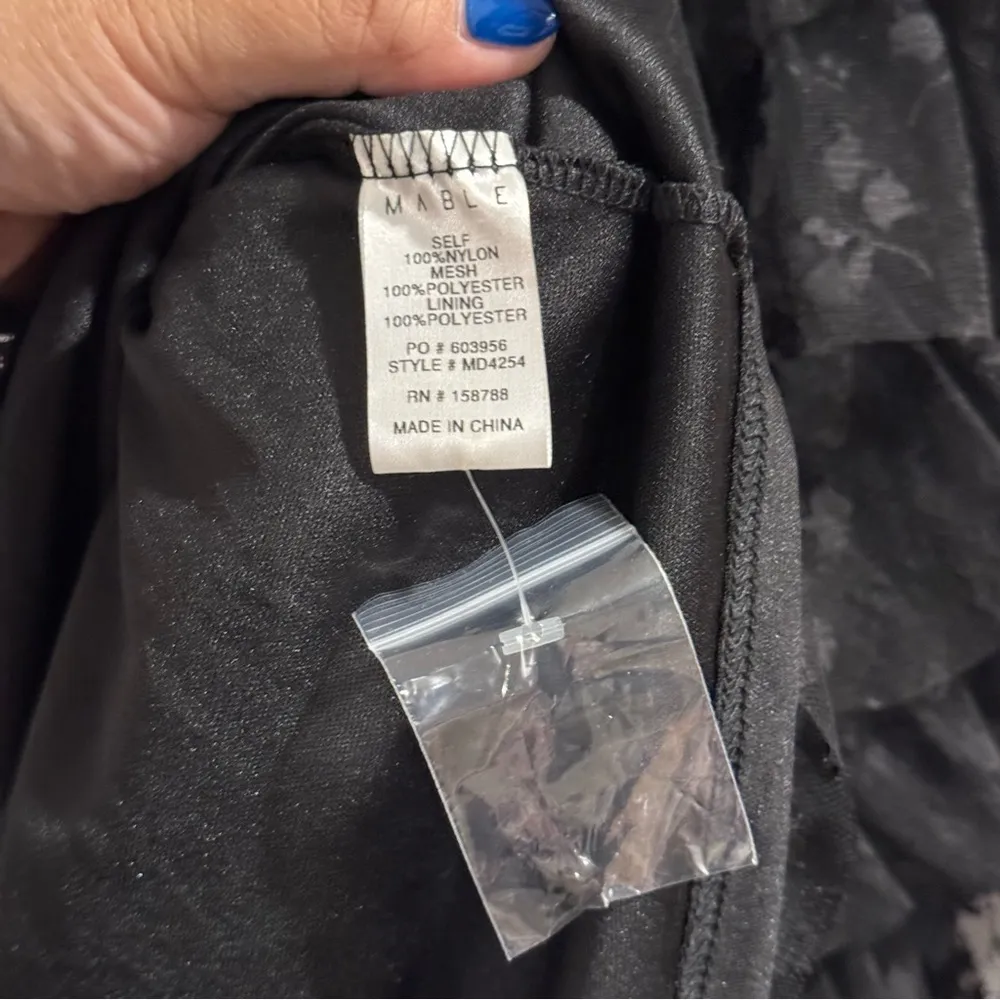 MABLE
SELF
100%NYLON
MESH
100%POLYESTER
LINING
100%POLYESTER
PO # 603956
STYLE # MD4254
RN # 158788
MADE IN CHINA